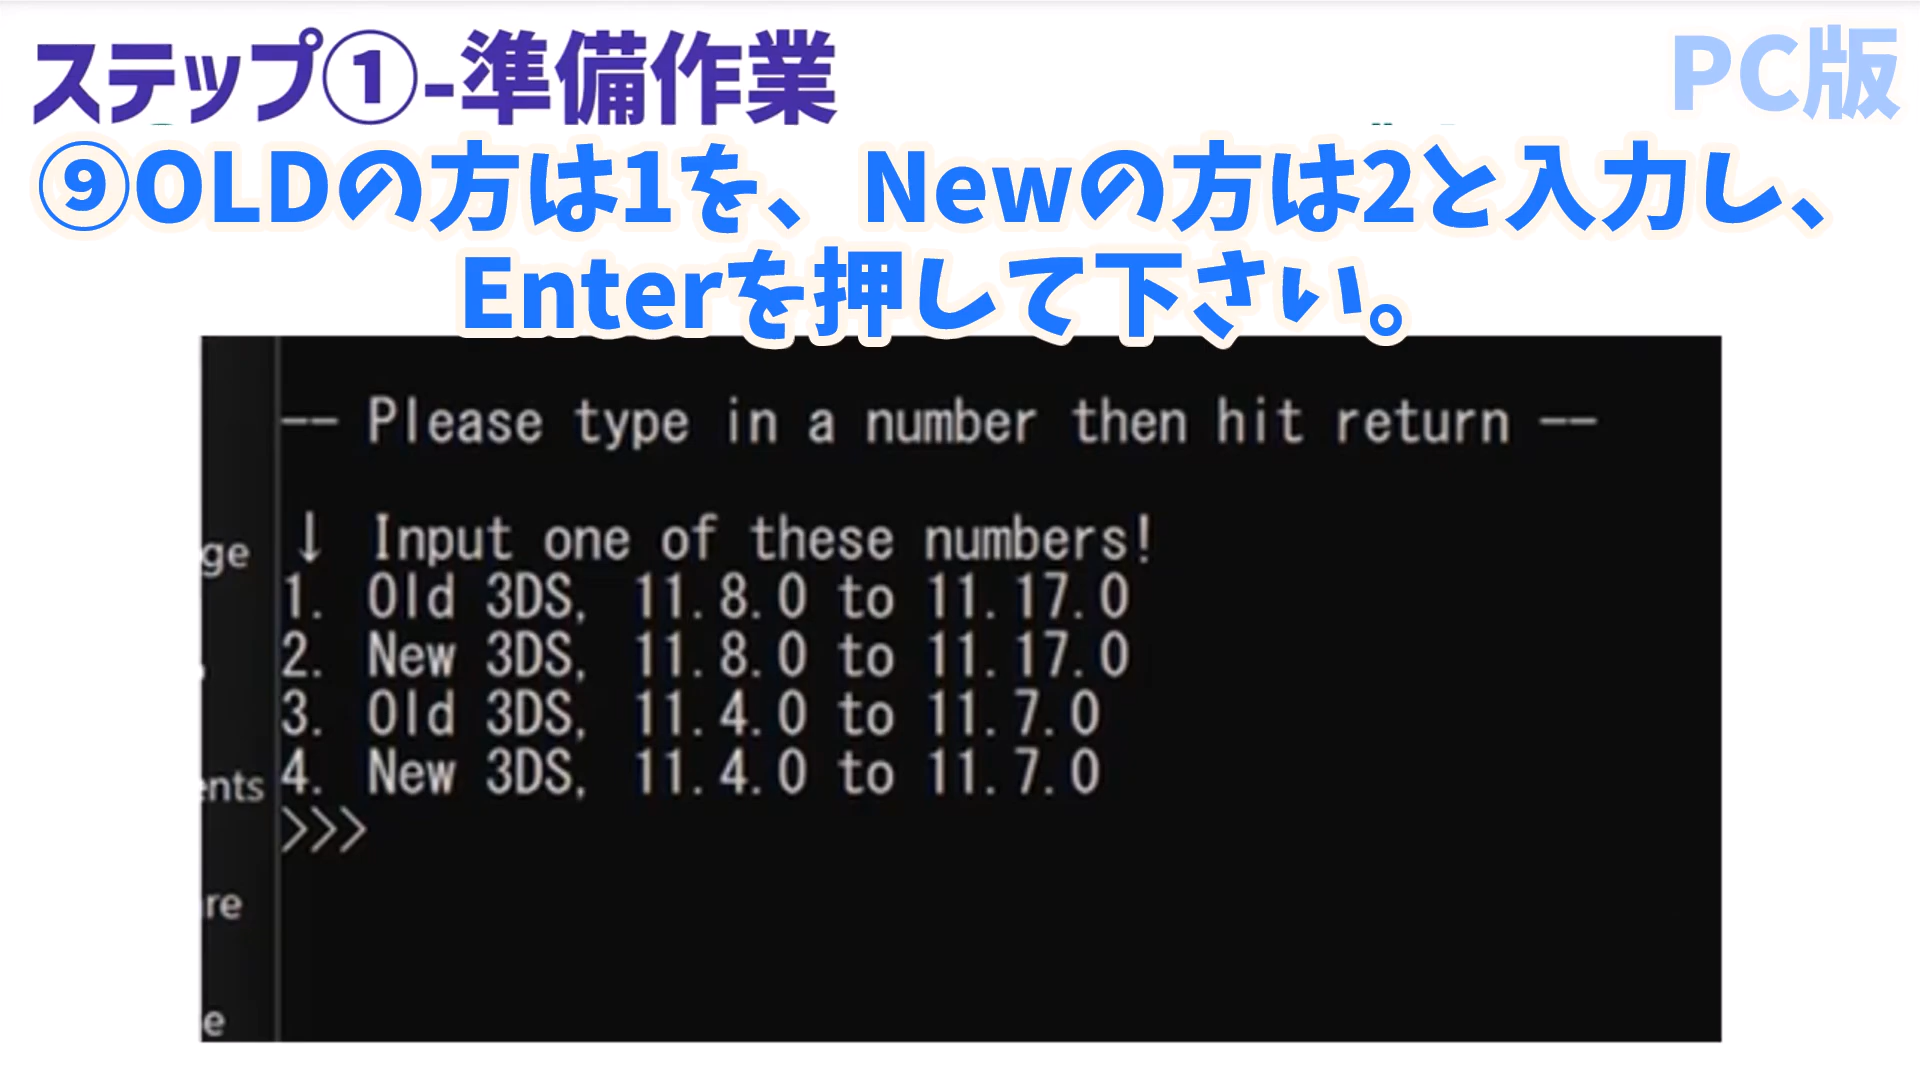 ステップ①-準備作業
PC版
⑨OLDの方は1を、Newの方は2と入力し、
Enterを押して下さい。
-- Please type in a number then hit return --
↓ Input one of these numbers!
1. Old 3DS, 11.8.0 to 11.17.0
2. New 3DS, 11.8.0 to 11.17.0
3. Old 3DS, 11.4.0 to 11.7.0
4. New 3DS, 11.4.0 to 11.7.0
>>>
ge
ents
re
e